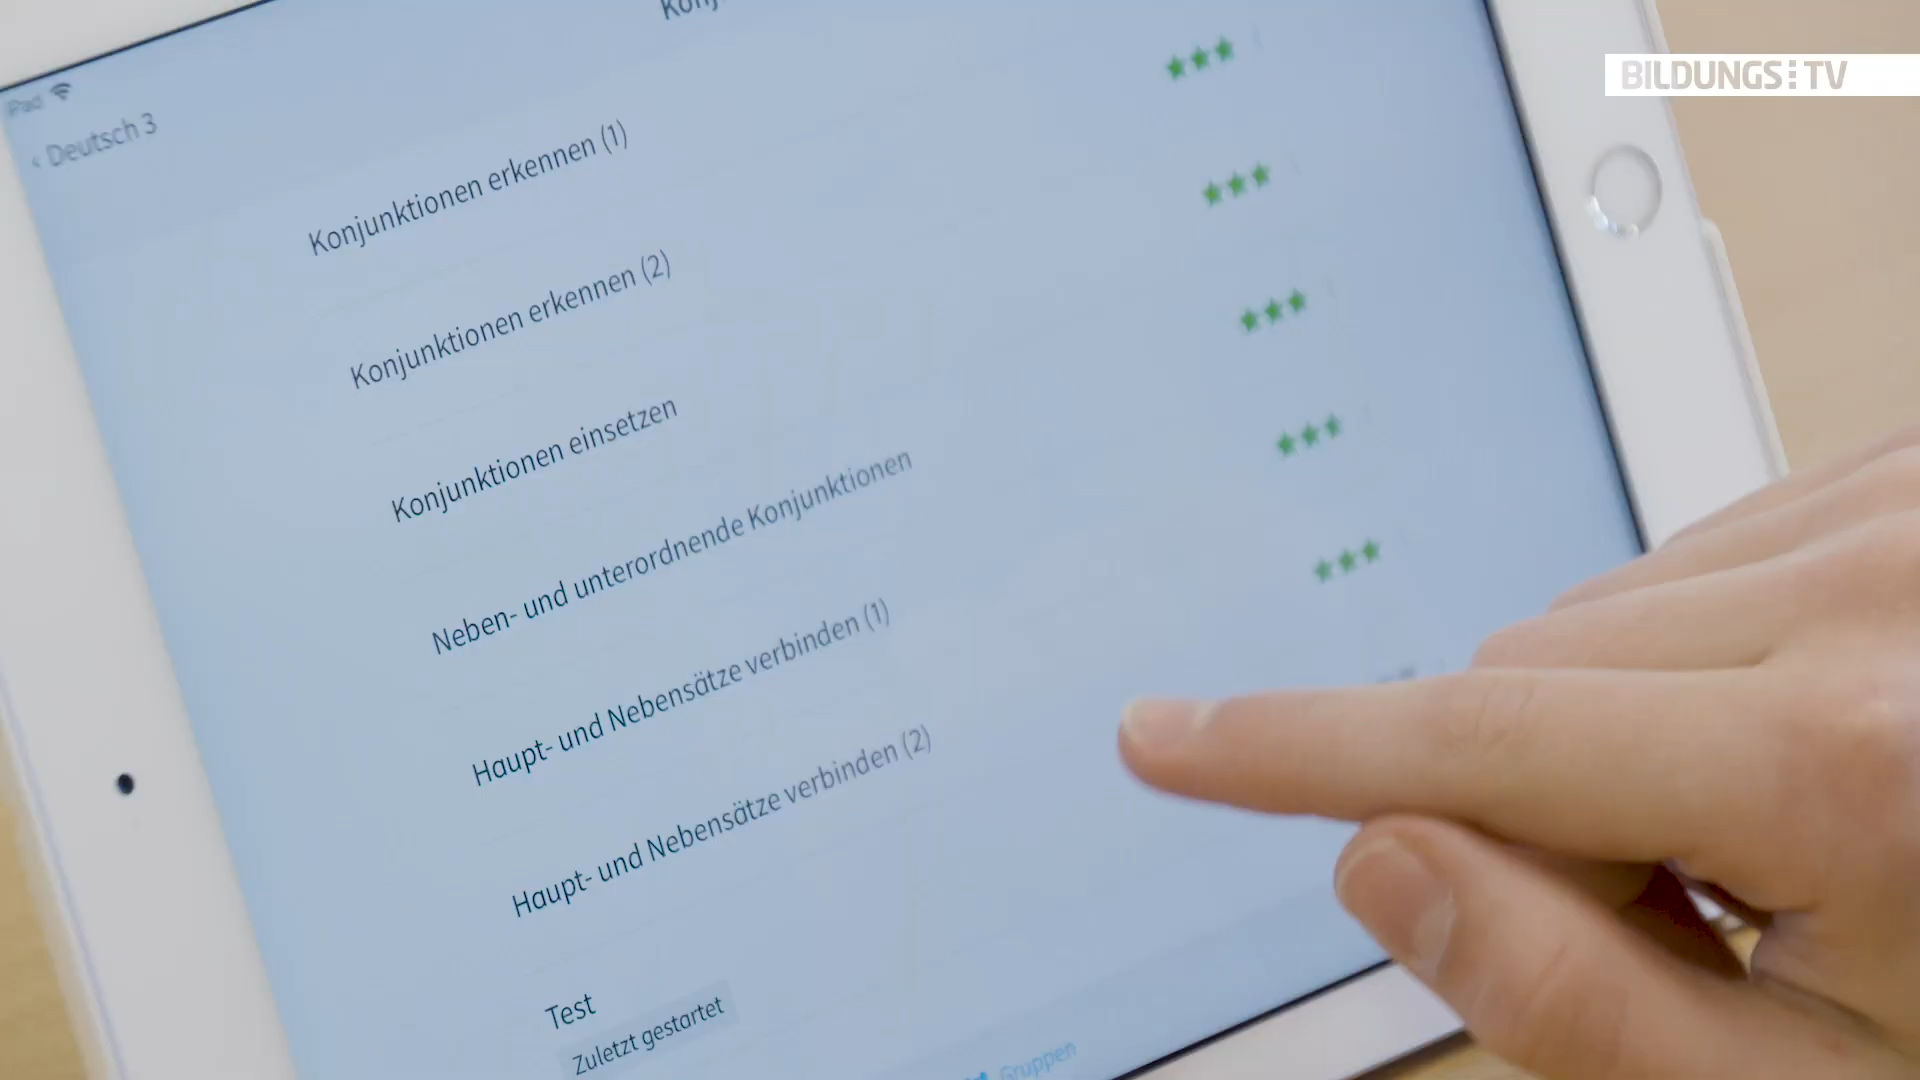 BILDUNGS:TV
iPad
Deutsch 3
Konjunktionen erkennen (1)
Konjunktionen erkennen (2)
Konjunktionen einsetzen
Neben- und unterordnende Konjunktionen
Haupt- und Nebensätze verbinden (1)
Haupt- und Nebensätze verbinden (2)
Test
Zuletzt gestartet
Gruppen